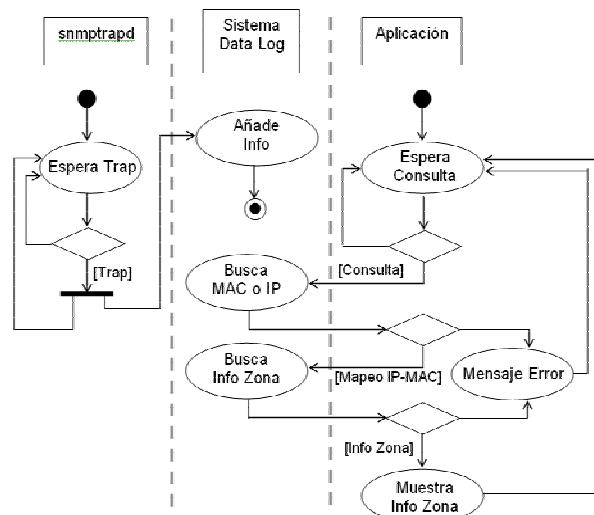 snmptrapd
Sistema
Data Log
Aplicación
Espera Trap
Añade
Info
Espera
Consulta
[Trap]
[Consulta]
Busca
MAC o IP
Busca
Info Zona
[Mapeo IP-MAC]
Mensaje Error
[Info Zona]
Muestra
Info Zona